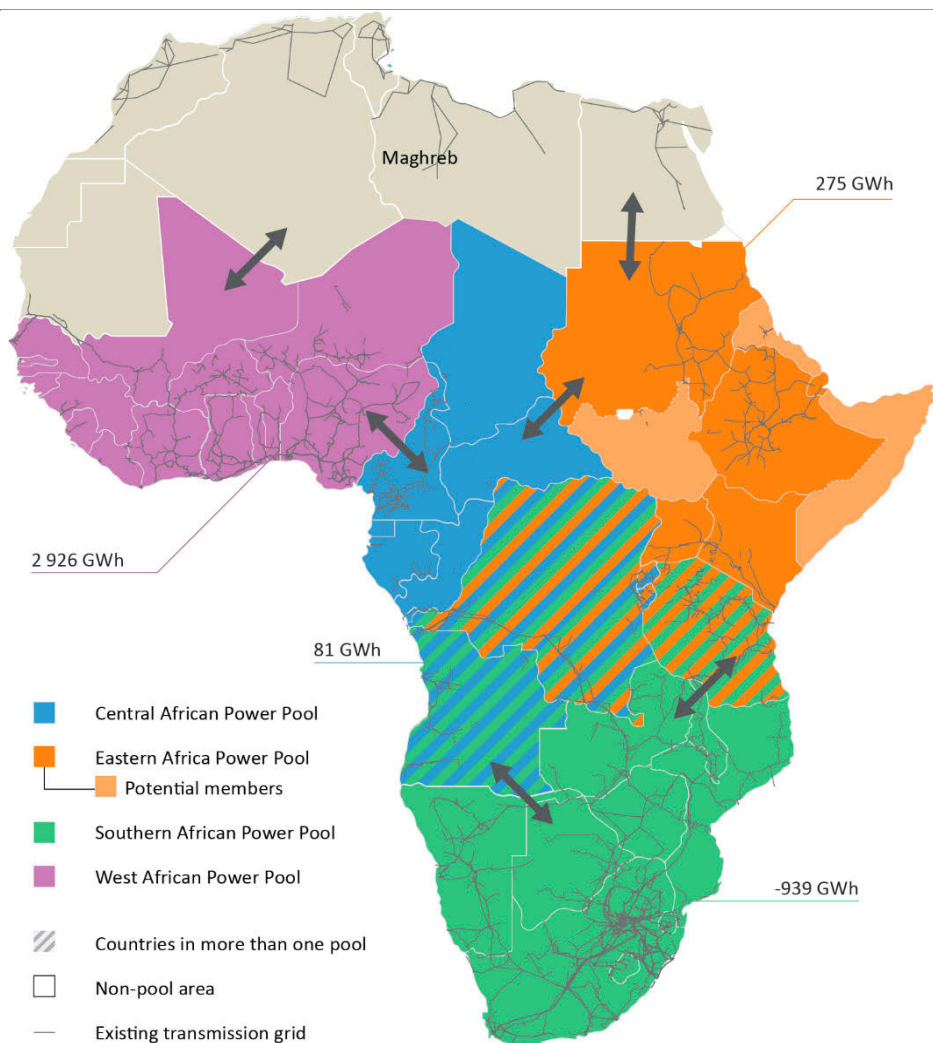 Maghreb
275 GWh
2 926 GWh
81 GWh
-939 GWh
Central African Power Pool
Eastern Africa Power Pool
Potential members
Southern African Power Pool
West African Power Pool
Countries in more than one pool
Non-pool area
Existing transmission grid